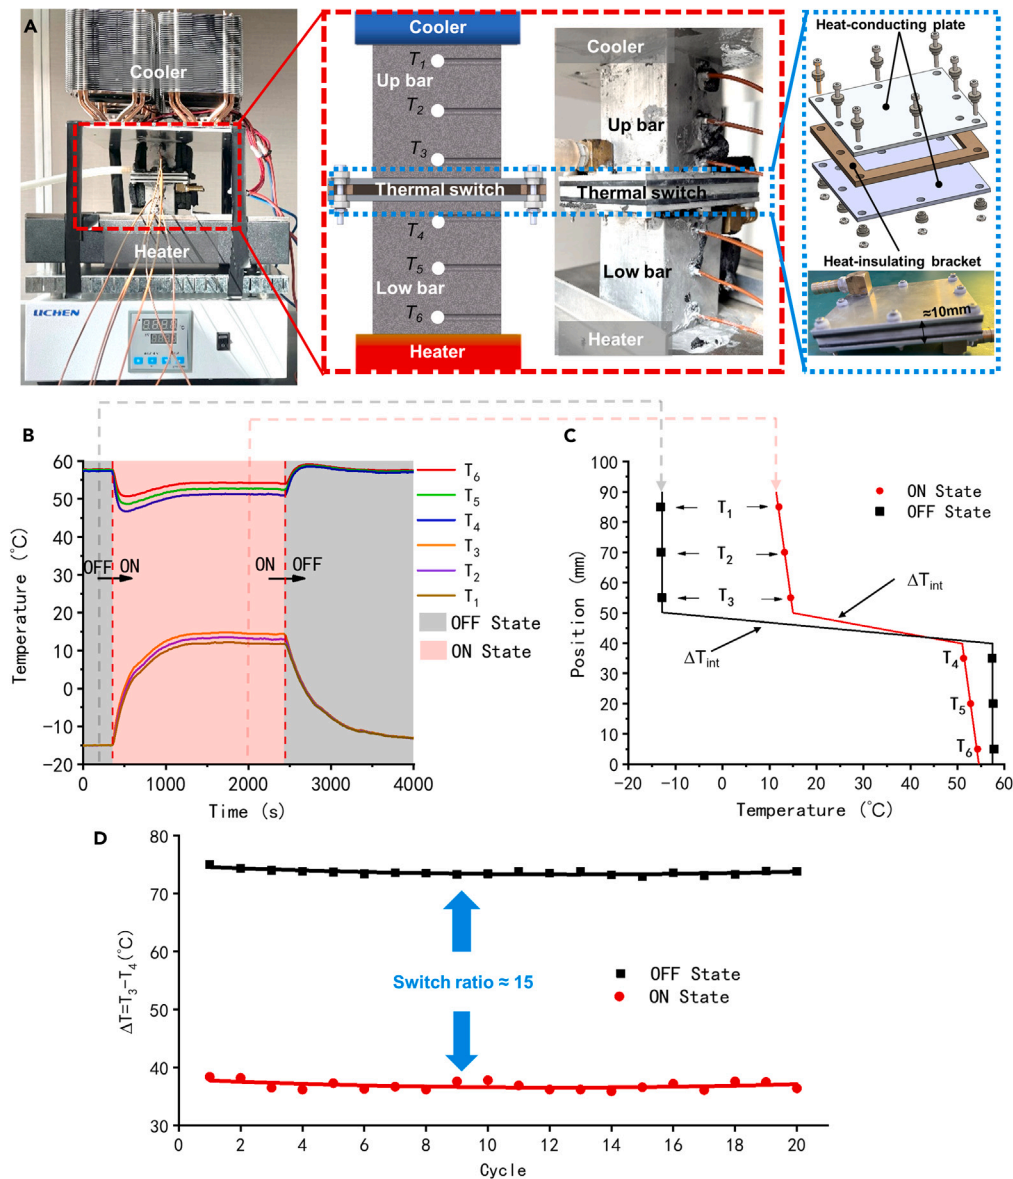 A
Cooler
Heater
LICHEN
Cooler
T1
Up bar
T2
T3
Thermal switch
T4
T5
Low bar
T6
Heater
Cooler
Up bar
Thermal switch
Low bar
Heater
Heat-conducting plate
Heat-insulating bracket
≈10mm
B
Temperature (℃)
60
50
40
30
20
10
0
-10
-20
OFF
ON
ON
OFF
0
1000
2000
3000
4000
Time (s)
T6
T5
T4
T3
T2
T1
OFF State
ON State
C
Position (mm)
100
90
80
70
60
50
40
30
20
10
0
T1
T2
T3
ON State
OFF State
ΔTint
ΔTint
T4
T5
T6
-20
-10
0
10
20
30
40
50
60
Temperature (℃)
D
ΔT=T3-T4(℃)
80
70
60
50
40
30
Switch ratio ≈ 15
OFF State
ON State
0
2
4
6
8
10
12
14
16
18
20
Cycle